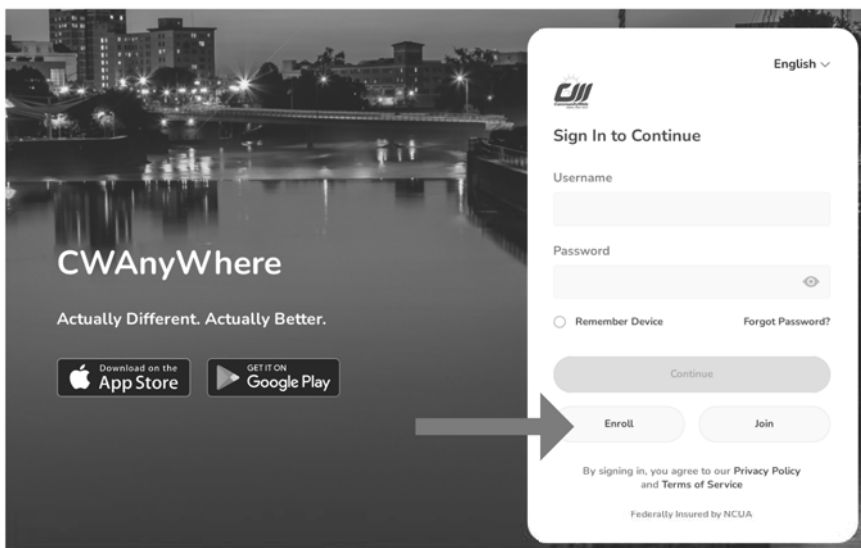 English
CW
CommunityWide
Sign In to Continue
Username
Password
CWAnyWhere
Actually Different. Actually Better.
Remember Device
Forgot Password?
Download on the
App Store
GET IT ON
Google Play
Continue
Enroll
Join
By signing in, you agree to our Privacy Policy
and Terms of Service
Federally Insured by NCUA